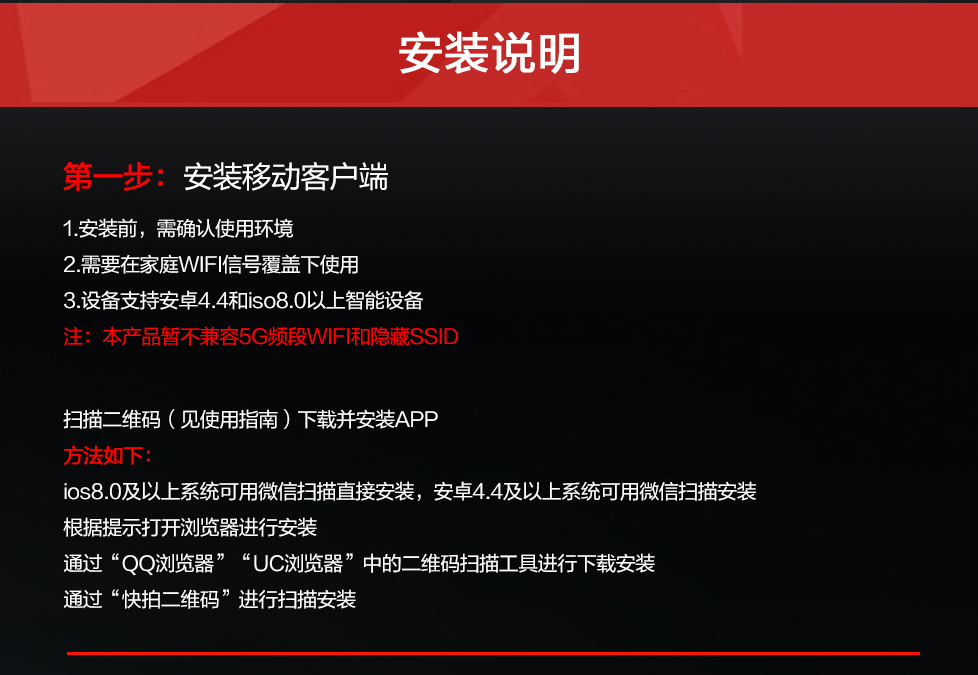 安装说明
第一步：安装移动客户端
1.安装前，需确认使用环境
2.需要在家庭WIFI信号覆盖下使用
3.设备支持安卓4.4和iso8.0以上智能设备
注：本产品暂不兼容5G频段WIFI和隐藏SSID
扫描二维码（见使用指南）下载并安装APP
方法如下：
ios8.0及以上系统可用微信扫描直接安装，安卓4.4及以上系统可用微信扫描安装
根据提示打开浏览器进行安装
通过“QQ浏览器”“UC浏览器”中的二维码扫描工具进行下载安装
通过“快拍二维码”进行扫描安装